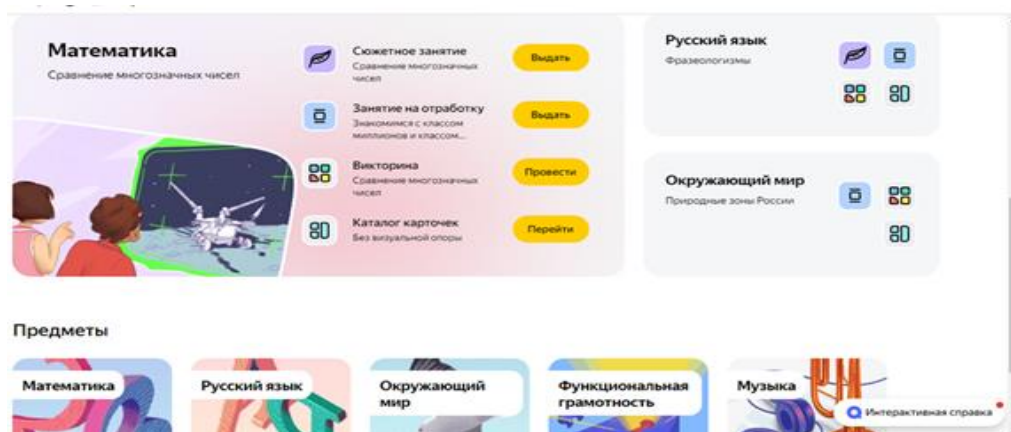 Математика
Сравнение многозначных чисел
Сюжетное занятие
Сравнение многозначных
чисел
Выдать
Занятие на отработку
Знакомимся с классом
миллионов и классом...
Выдать
Викторина
Сравнение многозначных
чисел
Провести
Каталог карточек
Без визуальной опоры
Перейти
Русский язык
Фразеологизмы
Окружающий мир
Природные зоны России
Предметы
Математика
Русский язык
Окружающий
мир
Функциональная
грамотность
Музыка
Интерактивная справка